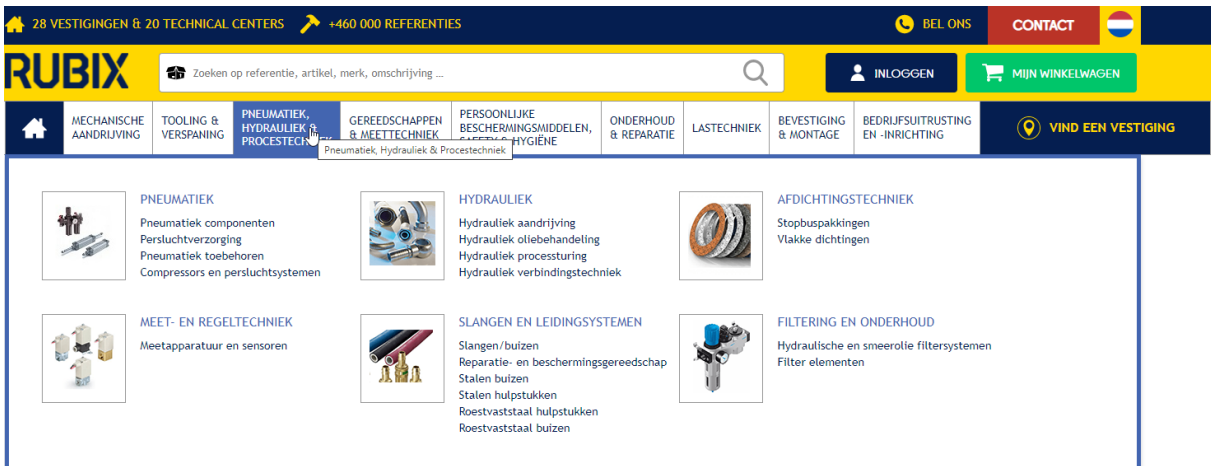 28 VESTIGINGEN & 20 TECHNICAL CENTERS
+460 000 REFERENTIES
BEL ONS
CONTACT
RUBIX
Zoeken op referentie, artikel, merk, omschrijving ...
INLOGGEN
MIJN WINKELWAGEN
MECHANISCHE
AANDRIJVING
TOOLING &
VERSPANING
PNEUMATIEK,
HYDRAULIEK &
PROCESTECHNIEK
GEREEDSCHAPPEN
& MEETTECHNIEK
PERSOONLIJKE
BESCHERMINGSMIDDELEN,
SAFETY & HYGIËNE
ONDERHOUD
& REPARATIE
LASTECHNIEK
BEVESTIGING
& MONTAGE
BEDRIJFSUITRUSTING
EN -INRICHTING
VIND EEN VESTIGING
Pneumatiek, Hydrauliek & Procestechniek
PNEUMATIEK
Pneumatiek componenten
Persluchtverzorging
Pneumatiek toebehoren
Compressors en persluchtsystemen
HYDRAULIEK
Hydrauliek aandrijving
Hydrauliek oliebehandeling
Hydrauliek processturing
Hydrauliek verbindingstechniek
AFDICHTINGSTECHNIEK
Stopbuspakkingen
Vlakke dichtingen
MEET- EN REGELTECHNIEK
Meetapparatuur en sensoren
SLANGEN EN LEIDINGSYSTEMEN
Slangen/buizen
Reparatie- en beschermingsgereedschap
Stalen buizen
Stalen hulpstukken
Roestvaststaal hulpstukken
Roestvaststaal buizen
FILTERING EN ONDERHOUD
Hydraulische en smeerolie filtersystemen
Filter elementen